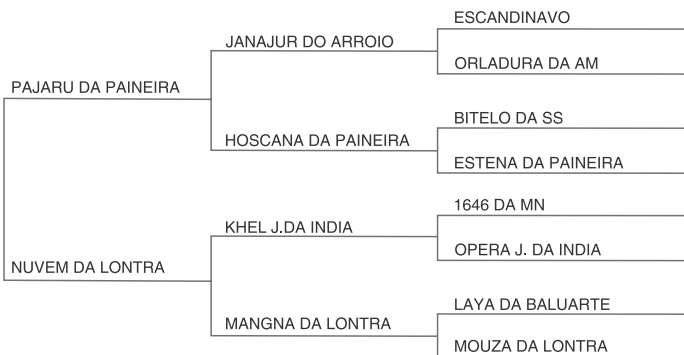 ESCANDINAVO
JANAJUR DO ARROIO
ORLADURA DA AM
PAJARU DA PAINEIRA
BITELO DA SS
HOSCANA DA PAINEIRA
ESTENA DA PAINEIRA
1646 DA MN
KHEL J.DA INDIA
OPERA J. DA INDIA
NUVEM DA LONTRA
LAYA DA BALUARTE
MANGNA DA LONTRA
MOUZA DA LONTRA